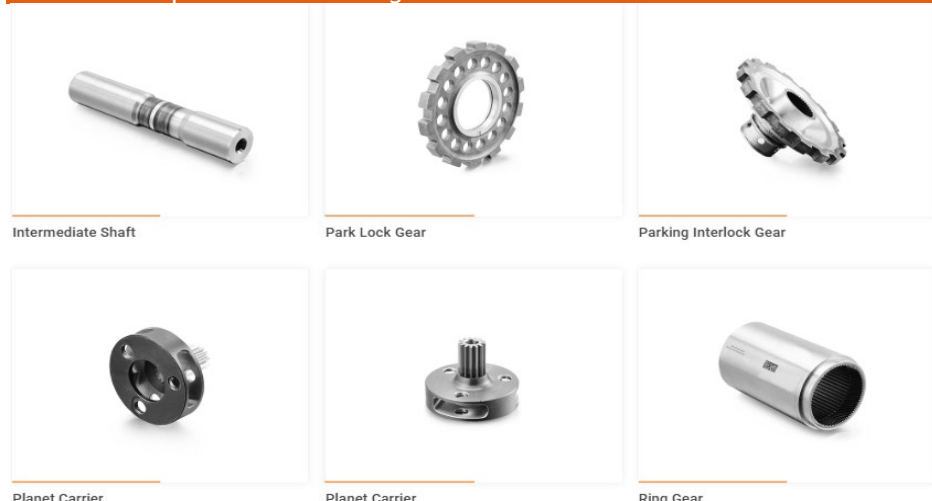 Intermediate Shaft
Park Lock Gear
Parking Interlock Gear
Planet Carrier
Planet Carrier
Ring Gear